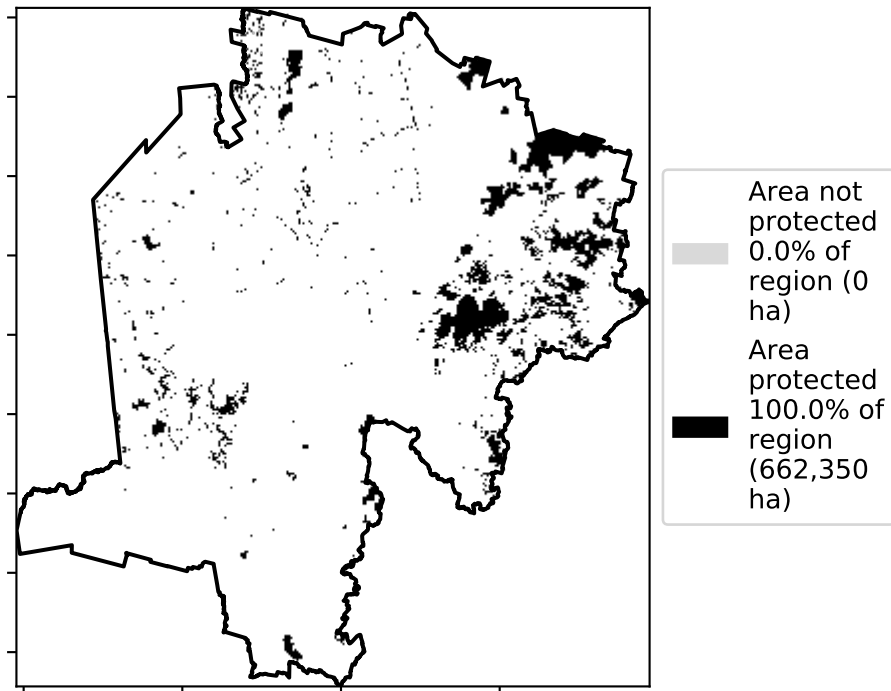 Area not
protected
0.0% of
region (0
ha)
Area
protected
100.0% of
region
(662,350
ha)